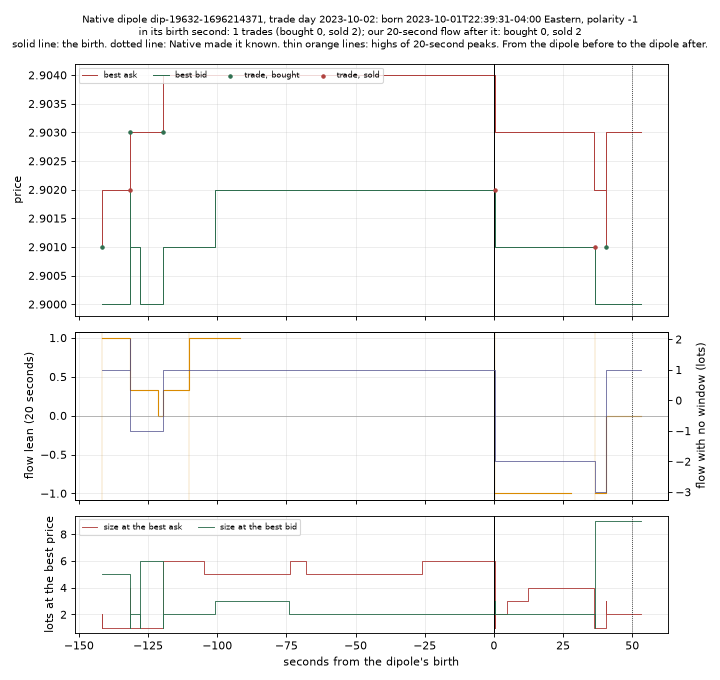 Native dipole dip-19632-1696214371, trade day 2023-10-02: born 2023-10-01T22:39:31-04:00 Eastern, polarity -1
in its birth second: 1 trades (bought 0, sold 2); our 20-second flow after it: bought 0, sold 2
solid line: the birth. dotted line: Native made it known. thin orange lines: highs of 20-second peaks. From the dipole before to the dipole after.
best ask
best bid
trade, bought
trade, sold
2.9040
2.9035
2.9030
2.9025
2.9020
2.9015
2.9010
2.9005
2.9000
price
1.0
0.5
0.0
−0.5
−1.0
flow lean (20 seconds)
2
1
0
−1
−2
−3
flow with no window (lots)
size at the best ask
size at the best bid
8
6
4
2
lots at the best price
−150
−125
−100
−75
−50
−25
0
25
50
seconds from the dipole's birth